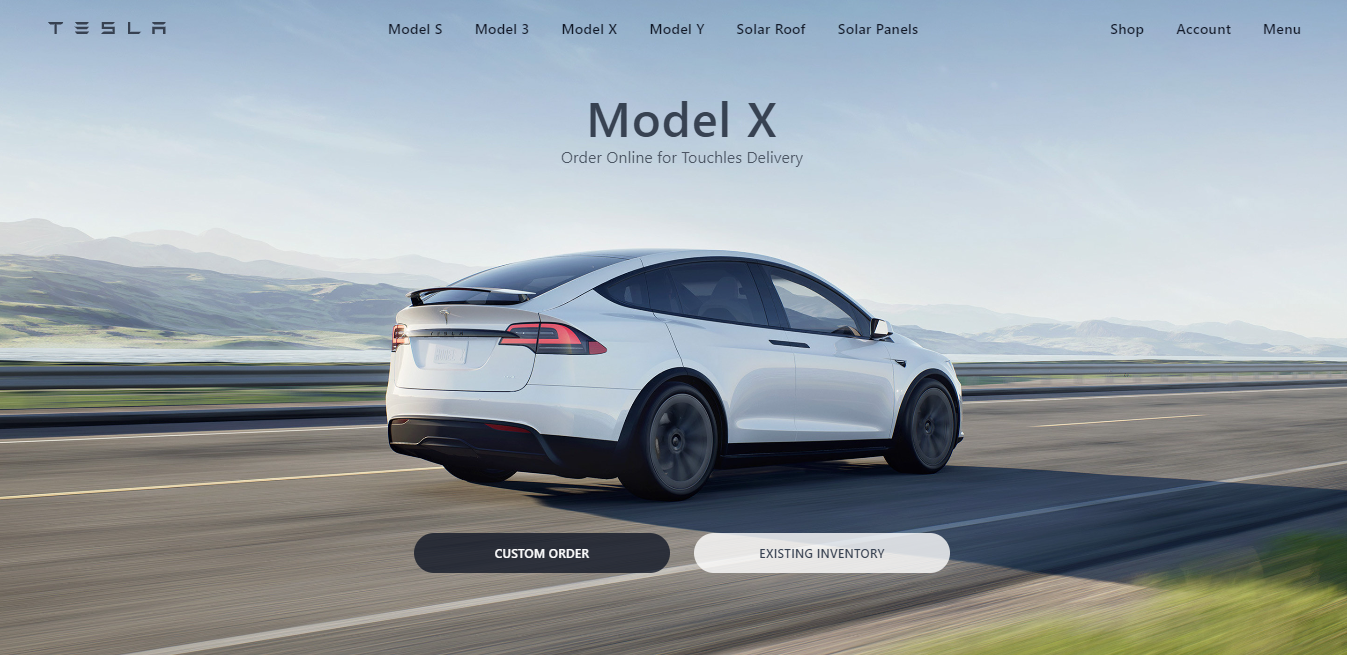 TESLA
Model S Model 3 Model X Model Y Solar Roof Solar Panels
Shop Account Menu
Model X
Order Online for Touchles Delivery
TESLA
CUSTOM ORDER
EXISTING INVENTORY